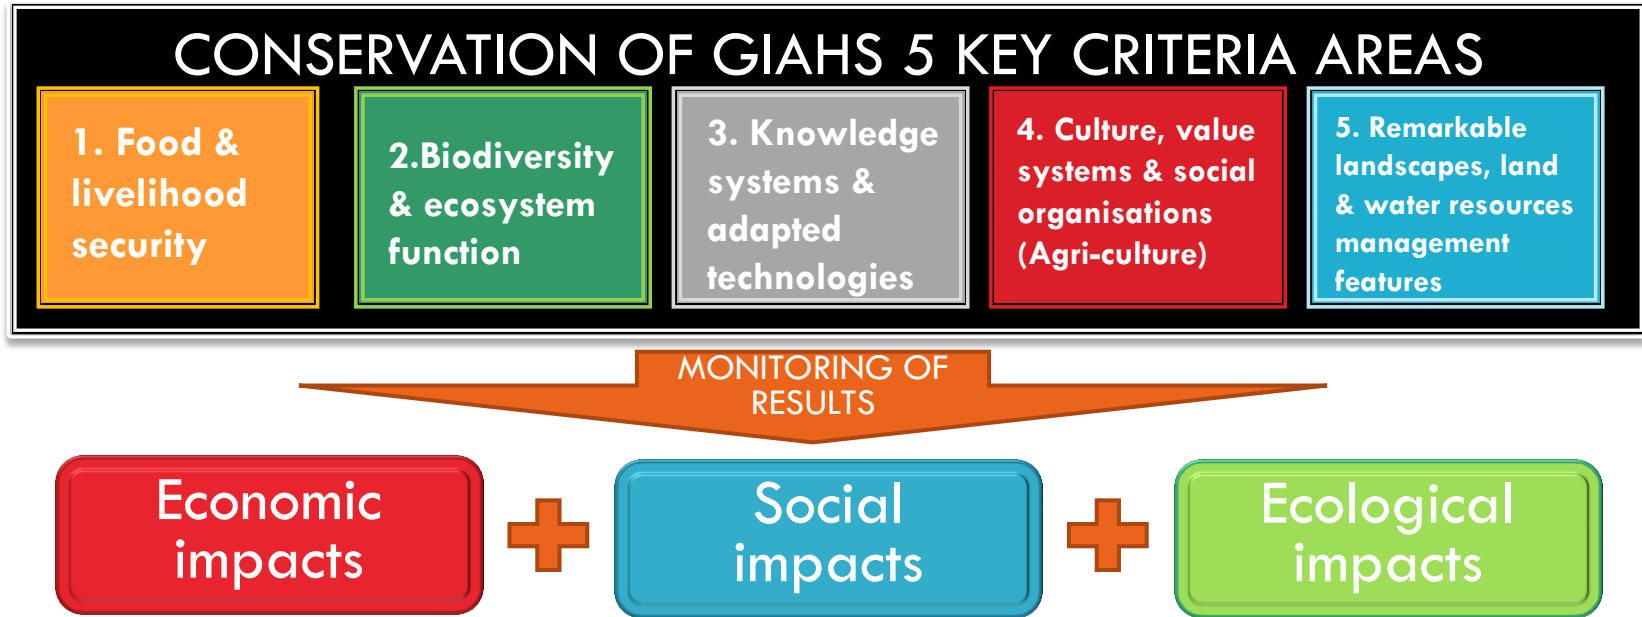 CONSERVATION OF GIAHS 5 KEY CRITERIA AREAS
1. Food &
livelihood
security
2.Biodiversity
& ecosystem
function
3. Knowledge
systems &
adapted
technologies
4. Culture, value
systems & social
organisations
(Agri-culture)
5. Remarkable
landscapes, land
& water resources
management
features
MONITORING OF
RESULTS
Economic
impacts
Social
impacts
Ecological
impacts